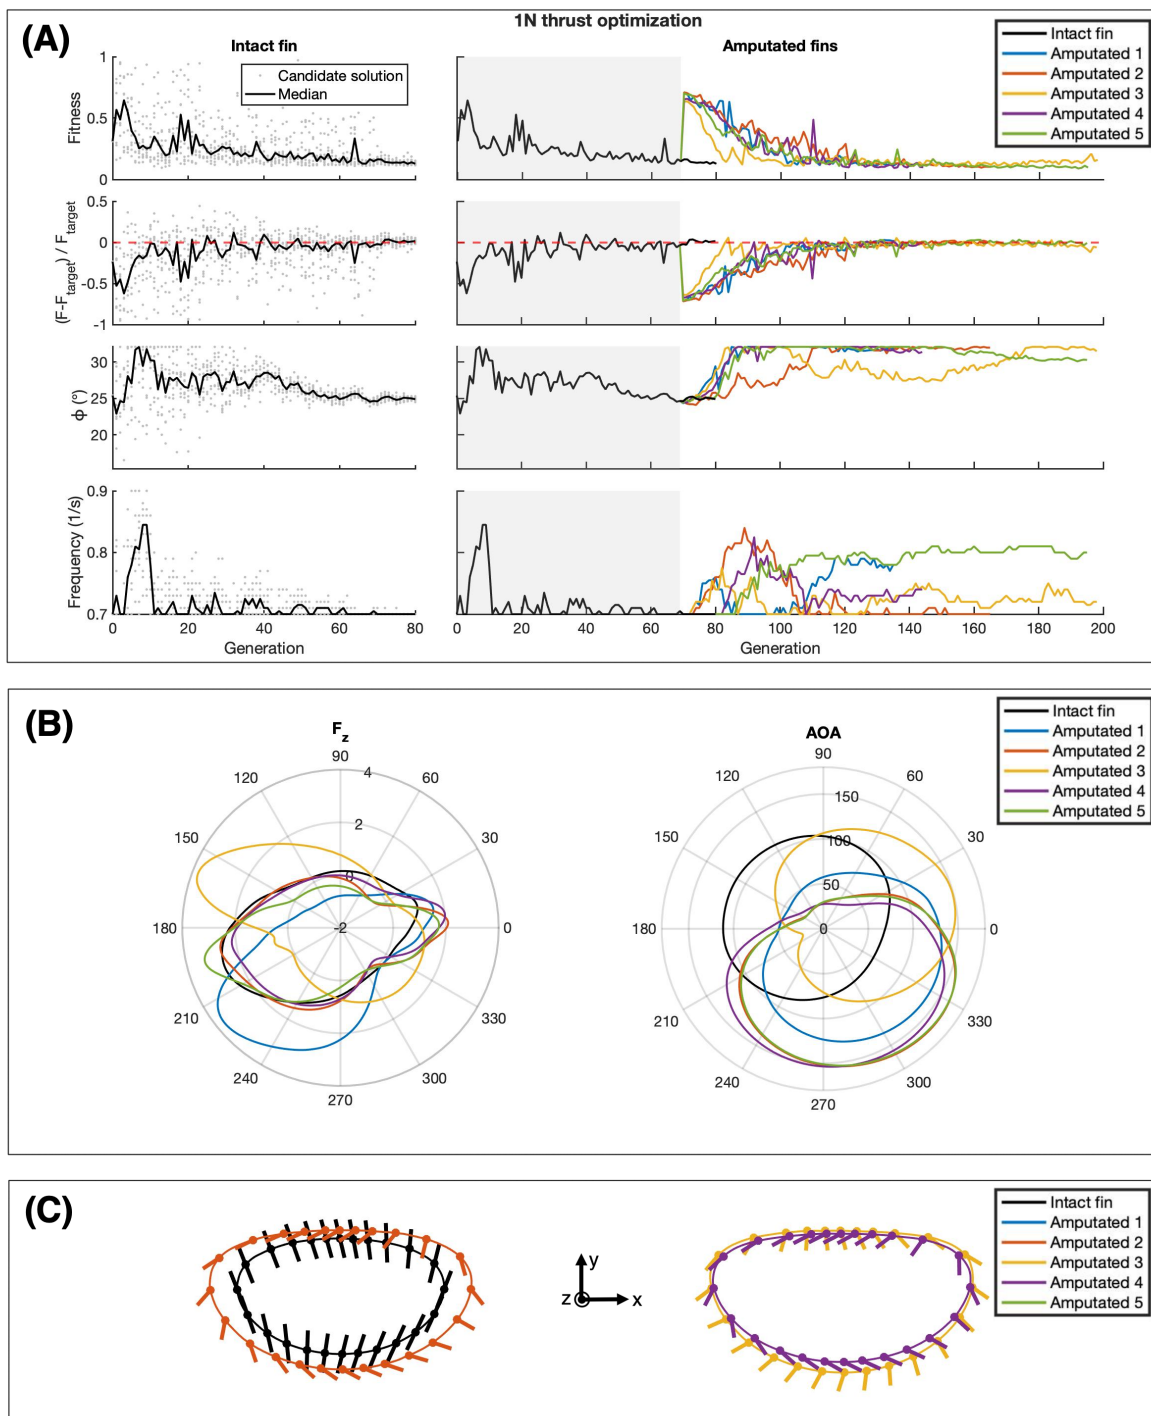 (A)
1N thrust optimization
Intact fin
Amputated fins
Intact fin
Amputated 1
Amputated 2
Amputated 3
Amputated 4
Amputated 5
Candidate solution
Median
Fitness
1
0.5
0
(F-Ftarget) / Ftarget
0.5
0
-0.5
-1
ϕ (°)
30
25
20
Frequency (1/s)
0.9
0.8
0.7
0 20 40 60 80
Generation
0 20 40 60 80 100 120 140 160 180 200
Generation
(B)
Fz
AOA
Intact fin
Amputated 1
Amputated 2
Amputated 3
Amputated 4
Amputated 5
90
120 60
150 30
180 0
210 330
240 300
270
4
2
0
-2
90
120 60
150 30
180 0
210 330
240 300
270
150
100
50
0
(C)
Intact fin
Amputated 1
Amputated 2
Amputated 3
Amputated 4
Amputated 5
y
z x